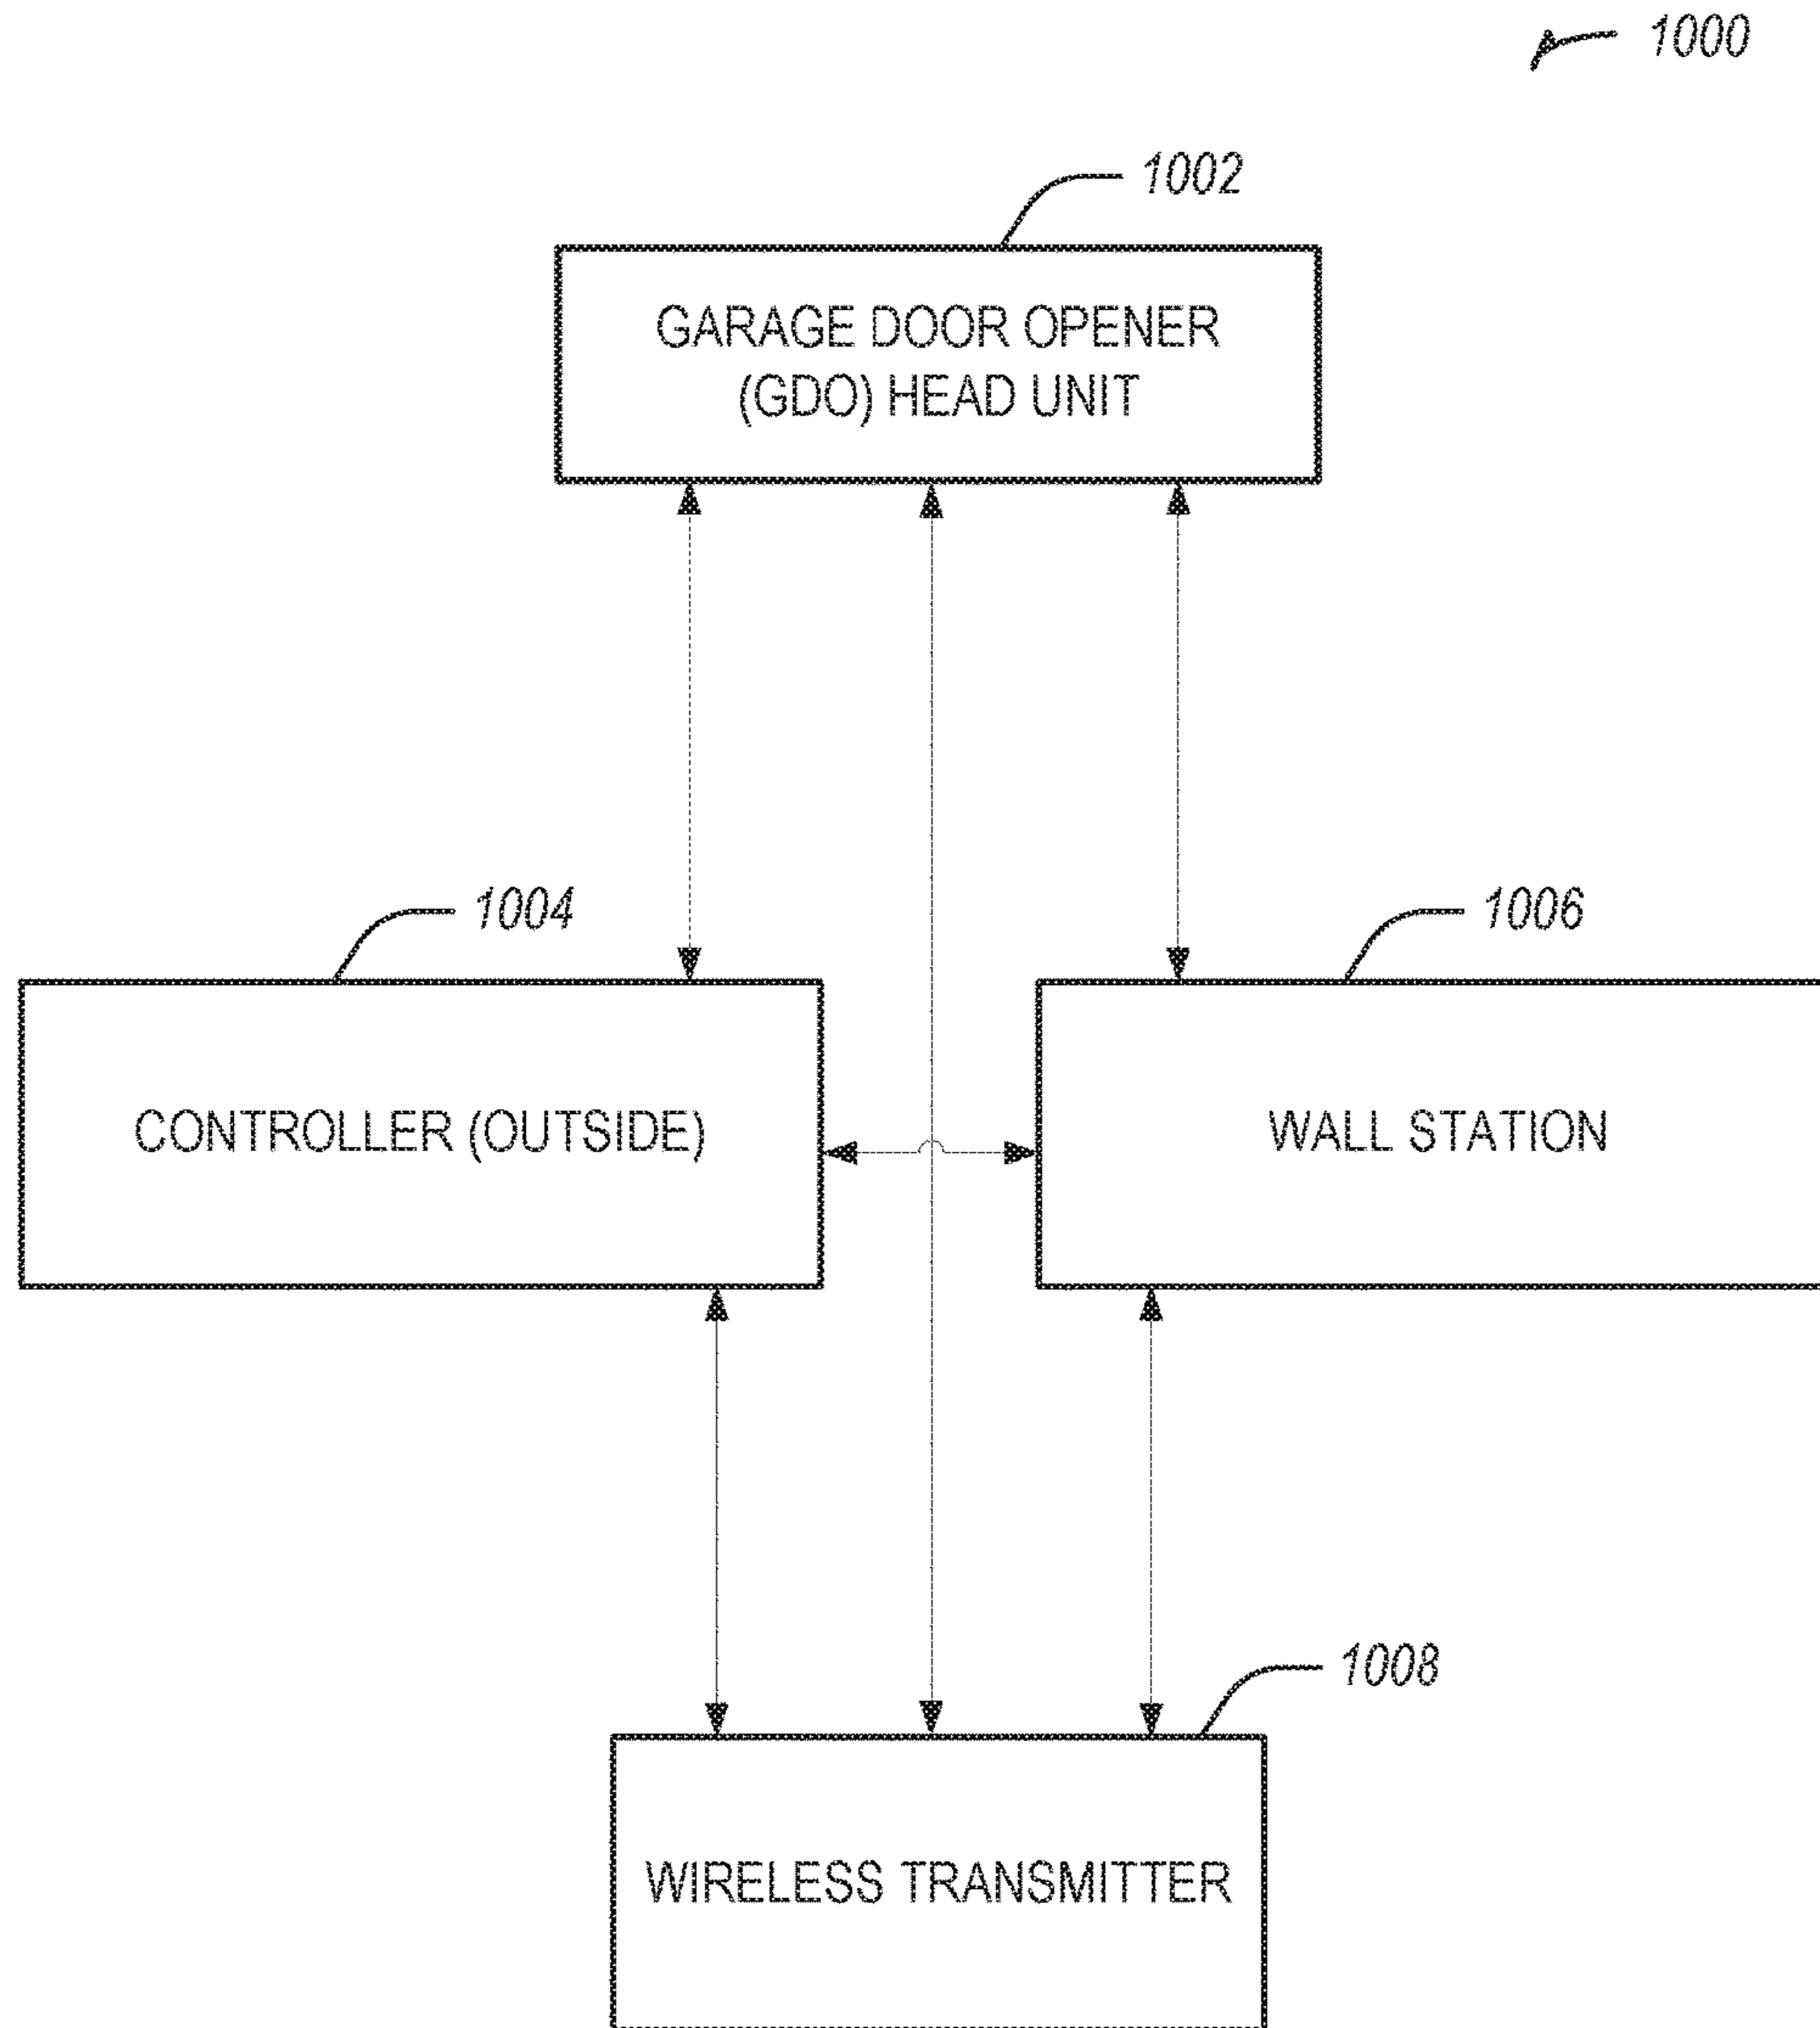 1000
1002
GARAGE DOOR OPENER
(GDO) HEAD UNIT
1004
1006
CONTROLLER (OUTSIDE)
WALL STATION
1008
WIRELESS TRANSMITTER